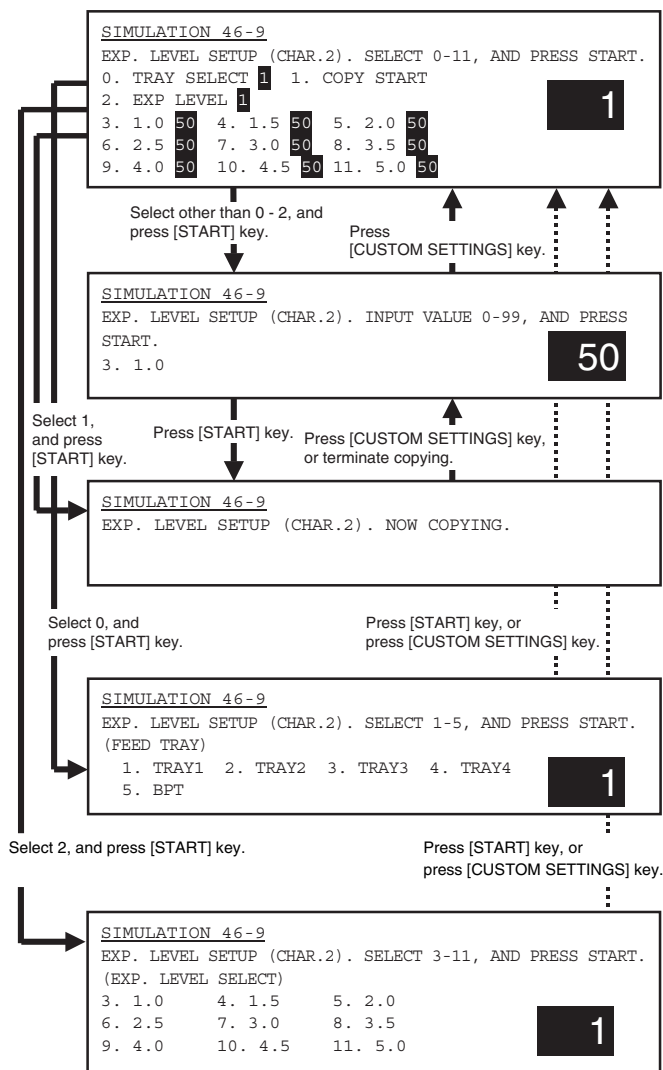 SIMULATION 46-9
EXP. LEVEL SETUP (CHAR.2). SELECT 0-11, AND PRESS START.
0. TRAY SELECT 1 1. COPY START
2. EXP LEVEL 1
1
3. 1.0 50 4. 1.5 50 5. 2.0 50
6. 2.5 50 7. 3.0 50 8. 3.5 50
9. 4.0 50 10. 4.5 50 11. 5.0 50
Select other than 0 - 2, and
press [START] key.
Press
[CUSTOM SETTINGS] key.
SIMULATION 46-9
EXP. LEVEL SETUP (CHAR.2). INPUT VALUE 0-99, AND PRESS
START.
3. 1.0
50
Select 1,
and press
[START] key.
Press [START] key.
Press [CUSTOM SETTINGS] key,
or terminate copying.
SIMULATION 46-9
EXP. LEVEL SETUP (CHAR.2). NOW COPYING.
Select 0, and
press [START] key.
Press [START] key, or
press [CUSTOM SETTINGS] key.
SIMULATION 46-9
EXP. LEVEL SETUP (CHAR.2). SELECT 1-5, AND PRESS START.
(FEED TRAY)
1. TRAY1 2. TRAY2 3. TRAY3 4. TRAY4
5. BPT
1
Select 2, and press [START] key.
Press [START] key, or
press [CUSTOM SETTINGS] key.
SIMULATION 46-9
EXP. LEVEL SETUP (CHAR.2). SELECT 3-11, AND PRESS START.
(EXP. LEVEL SELECT)
3. 1.0 4. 1.5 5. 2.0
6. 2.5 7. 3.0 8. 3.5
9. 4.0 10. 4.5 11. 5.0
1